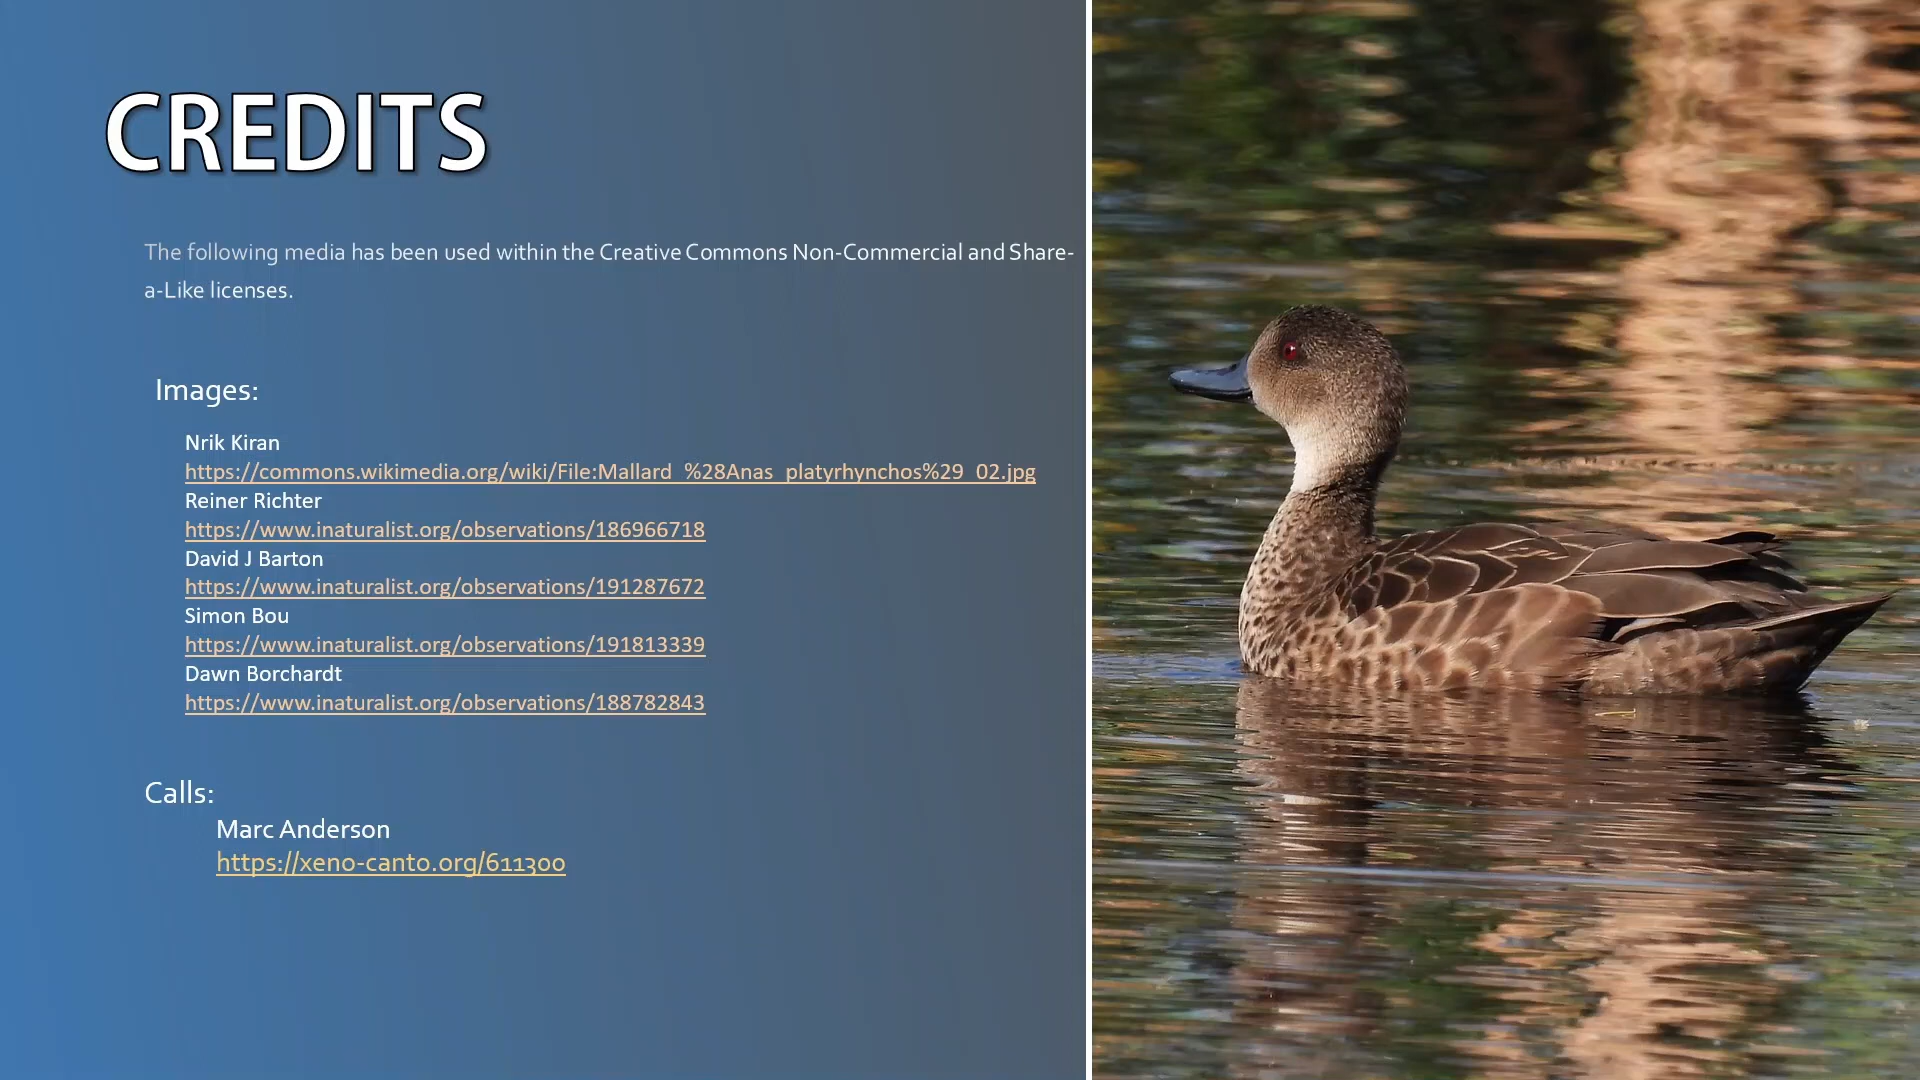 CREDITS
The following media has been used within the Creative Commons Non-Commercial and Share-
a-Like licenses.
Images:
Nrik Kiran
https://commons.wikimedia.org/wiki/File:Mallard_%28Anas_platyrhynchos%29_02.jpg
Reiner Richter
https://www.inaturalist.org/observations/186966718
David J Barton
https://www.inaturalist.org/observations/191287672
Simon Bou
https://www.inaturalist.org/observations/191813339
Dawn Borchardt
https://www.inaturalist.org/observations/188782843
Calls:
Marc Anderson
https://xeno-canto.org/611300